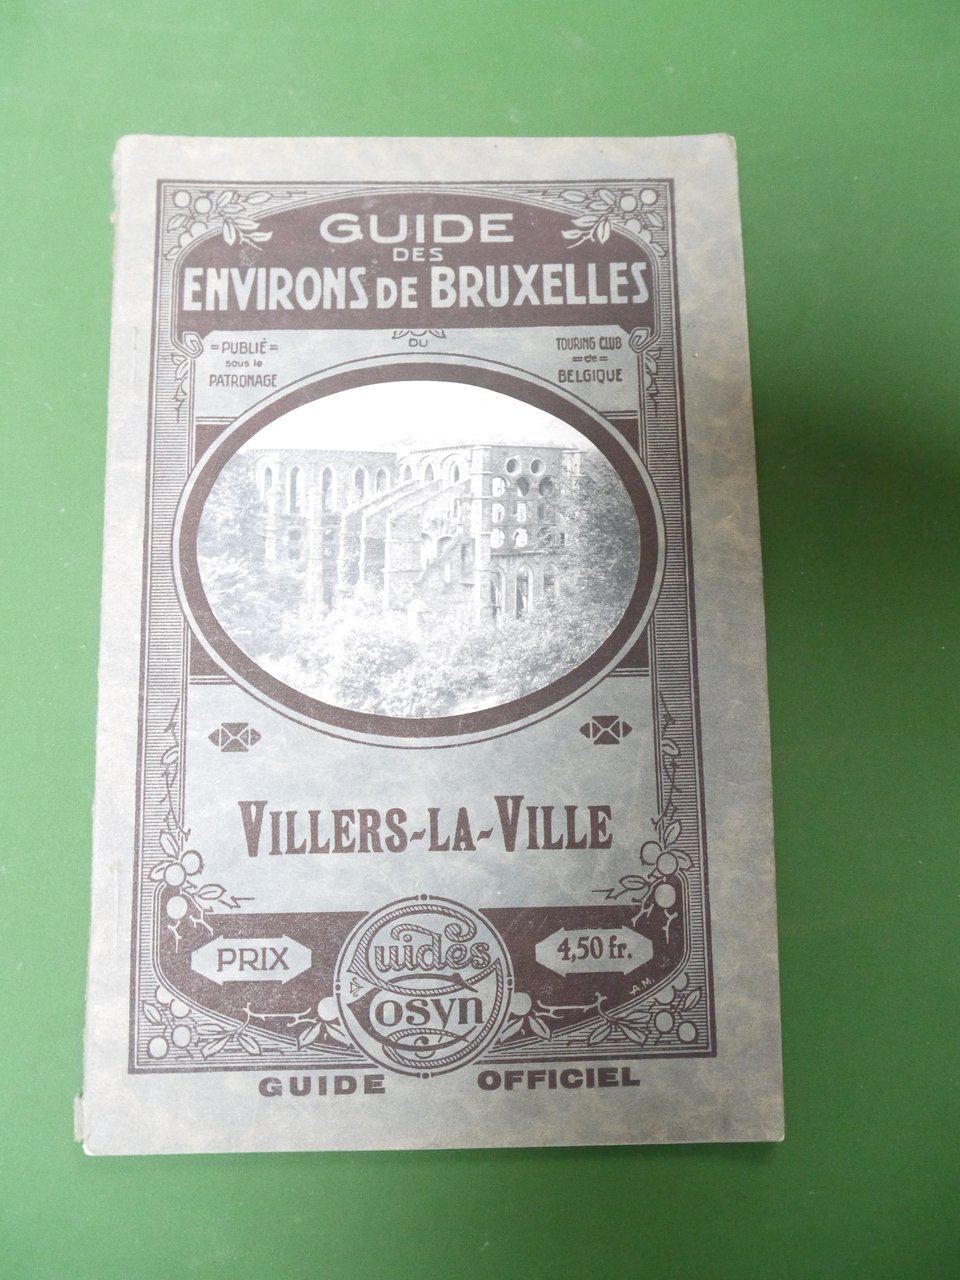 GUIDE
DES
ENVIRONS DE BRUXELLES
=PUBLIÉ=
sous le
PATRONAGE
DU
TOURING CLUB
=de=
BELGIQUE
VILLERS-LA-VILLE
PRIX
Guides
Cosyn
4,50 fr.
A.M.
GUIDE OFFICIEL